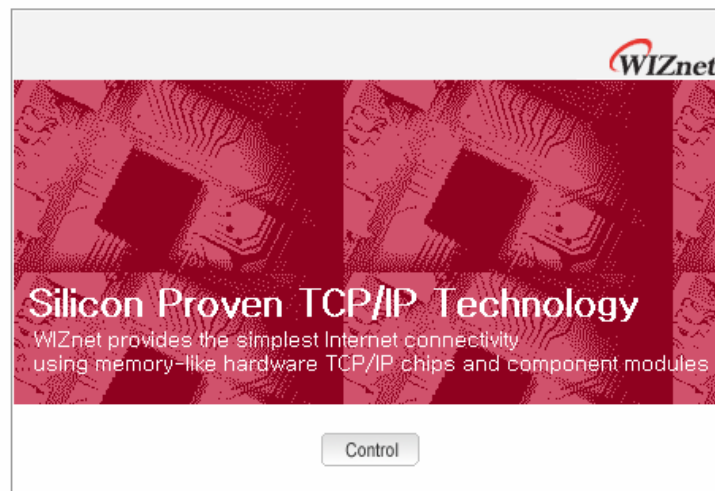 WIZnet
Silicon Proven TCP/IP Technology
WIZnet provides the simplest Internet connectivity
using memory-like hardware TCP/IP chips and component modules
Control